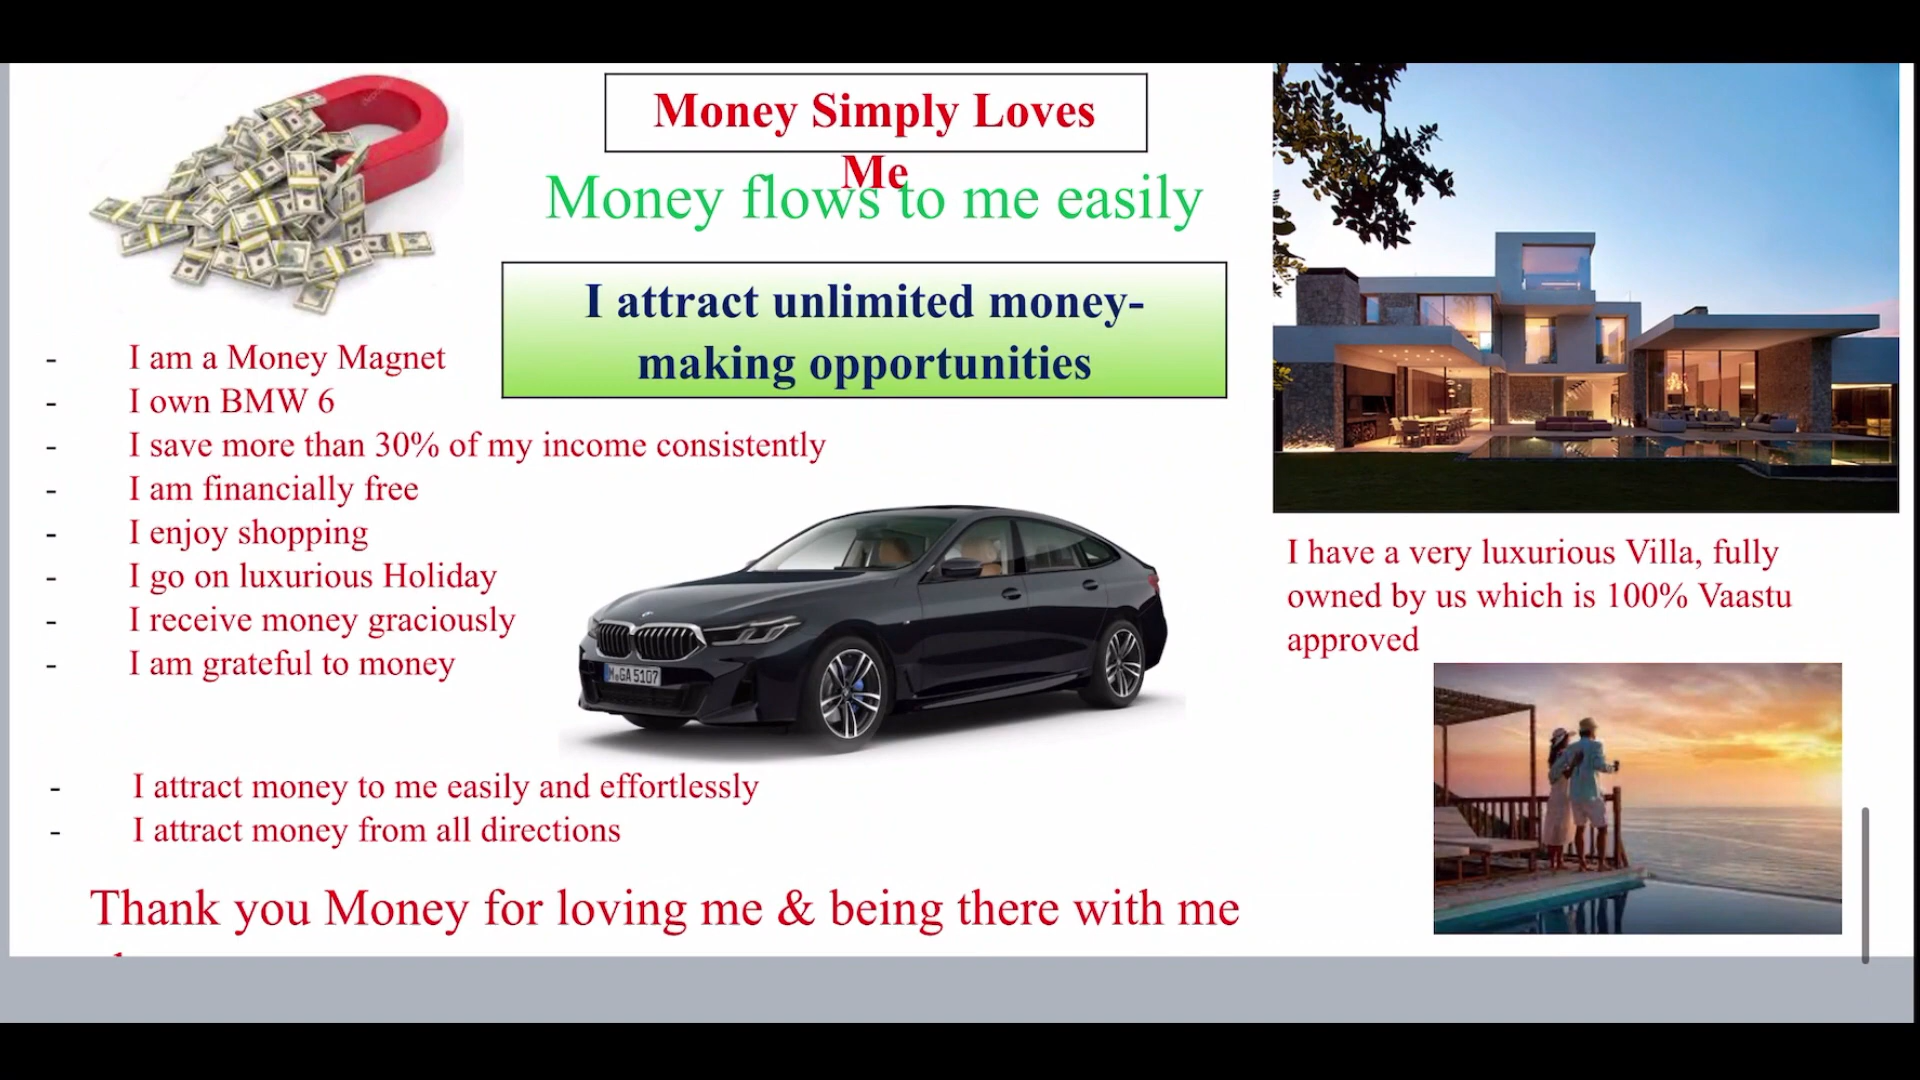 Money Simply Loves
Me
Money flows to me easily
I attract unlimited money-
making opportunities
- I am a Money Magnet
- I own BMW 6
- I save more than 30% of my income consistently
- I am financially free
- I enjoy shopping
- I go on luxurious Holiday
- I receive money graciously
- I am grateful to money
M GA 5107
I have a very luxurious Villa, fully
owned by us which is 100% Vaastu
approved
- I attract money to me easily and effortlessly
- I attract money from all directions
Thank you Money for loving me & being there with me